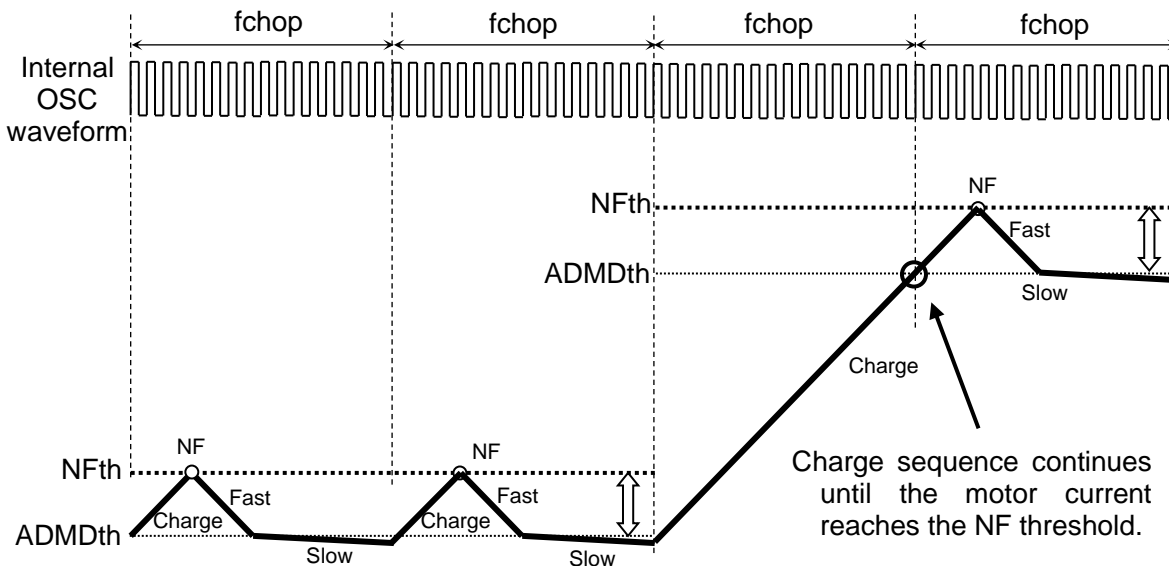 fchop fchop fchop fchop
Internal
OSC
waveform
NF
NFth
Fast
ADMDth
Slow
Charge
NF NF
NFth
Fast Fast
Charge Charge
ADMDth
Slow Slow
Charge sequence continues
until the motor current
reaches the NF threshold.